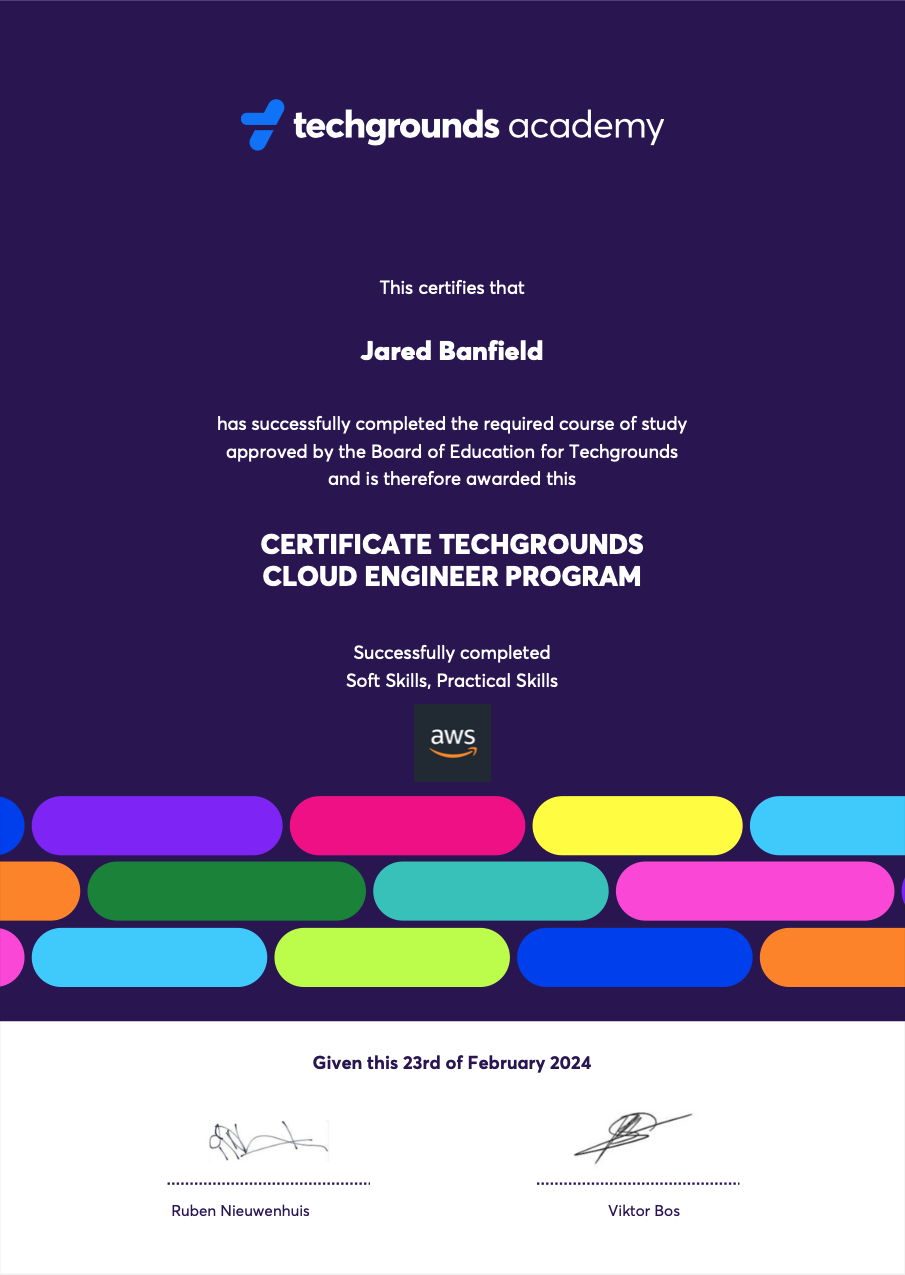 techgrounds academy
This certifies that
Jared Banfield
has successfully completed the required course of study
approved by the Board of Education for Techgrounds
and is therefore awarded this
CERTIFICATE TECHGROUNDS
CLOUD ENGINEER PROGRAM
Successfully completed
Soft Skills, Practical Skills
aws
Given this 23rd of February 2024
Ruben Nieuwenhuis
Viktor Bos